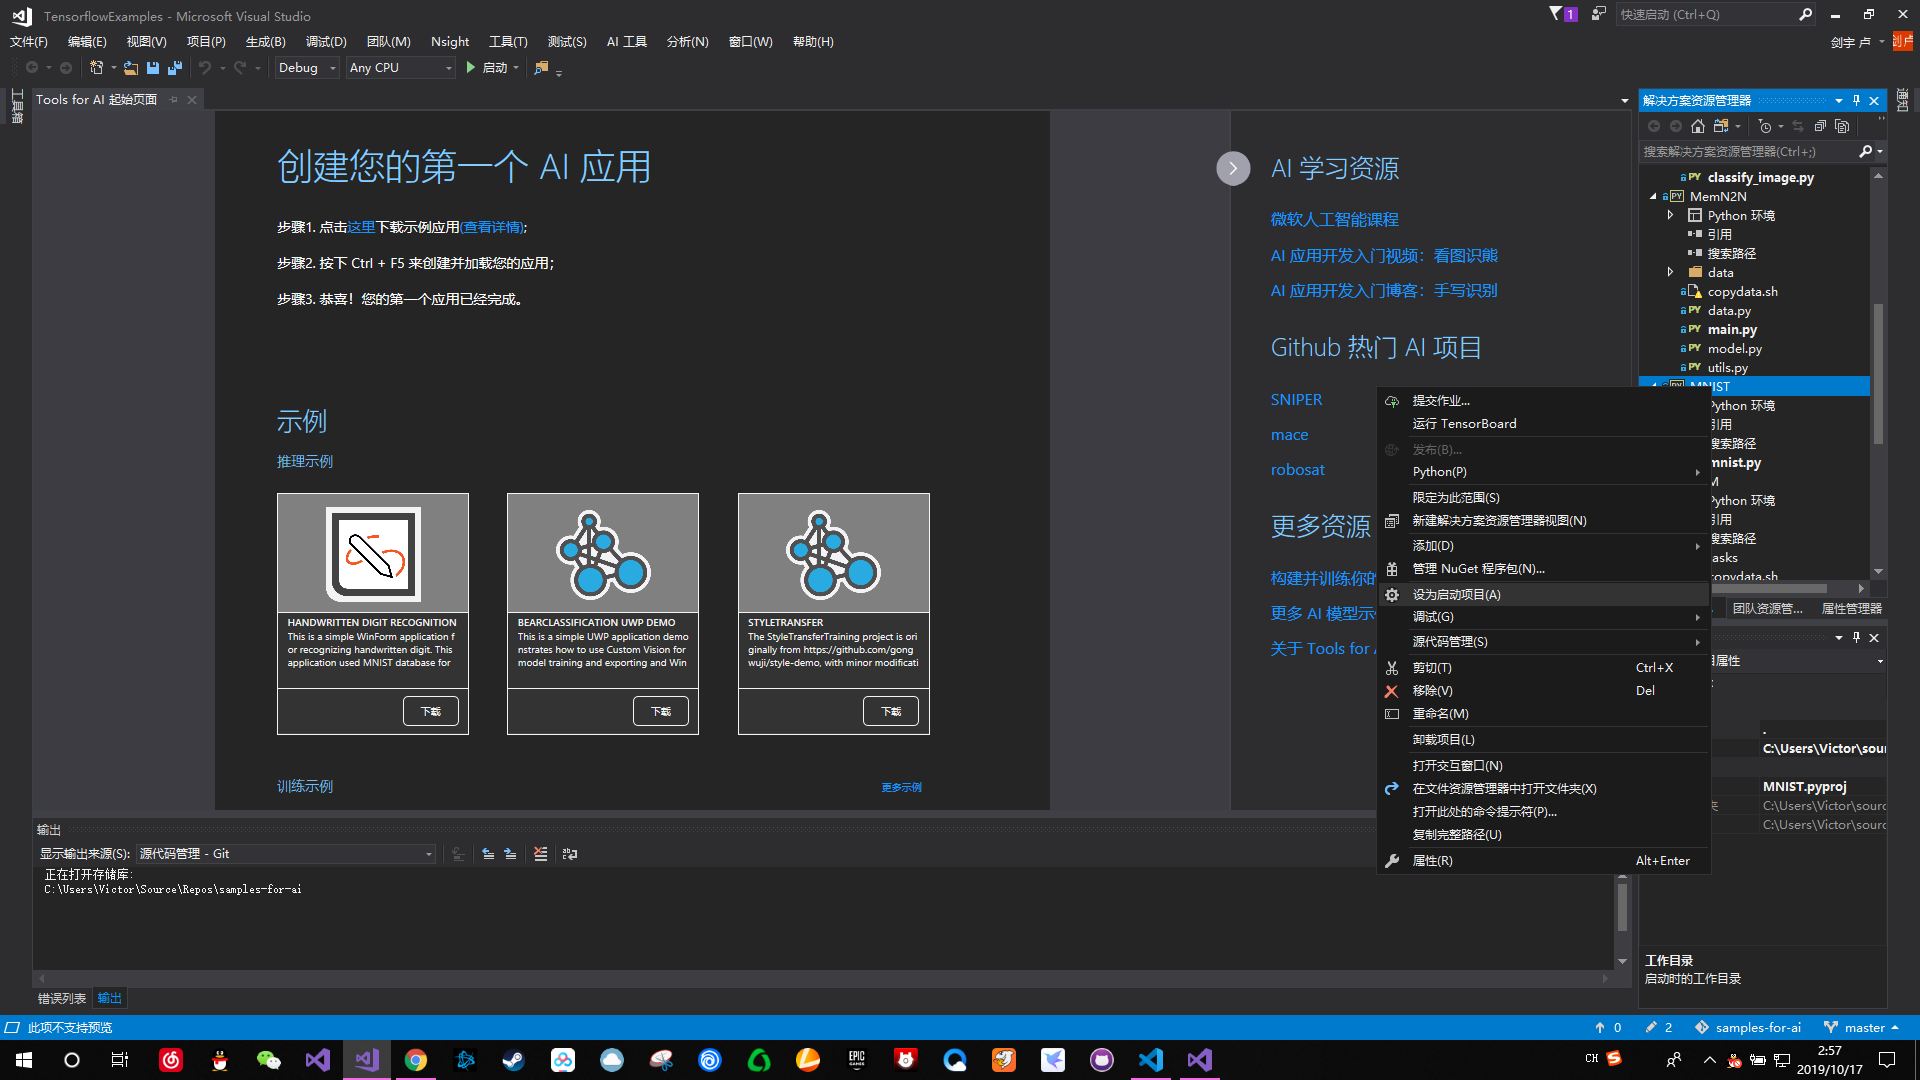 TensorflowExamples - Microsoft Visual Studio
1
快速启动 (Ctrl+Q)
文件(F) 编辑(E) 视图(V) 项目(P) 生成(B) 调试(D) 团队(M) Nsight 工具(T) 测试(S) AI 工具 分析(N) 窗口(W) 帮助(H)
剑宇 卢
Debug Any CPU 启动
工具箱
Tools for AI 起始页面
创建您的第一个 AI 应用
步骤1. 点击这里下载示例应用(查看详情);
步骤2. 按下 Ctrl + F5 来创建并加载您的应用;
步骤3. 恭喜！您的第一个应用已经完成。
示例
推理示例
HANDWRITTEN DIGIT RECOGNITION
This is a simple WinForm application f
or recognizing handwritten digit. This
application used MNIST database for
下载
BEARCLASSIFICATION UWP DEMO
This is a simple UWP application demo
nstrates how to use Custom Vision for
model training and exporting and Win
下载
STYLETRANSFER
The StyleTransferTraining project is ori
ginally from https://github.com/gong
wuji/style-demo, with minor modificati
下载
训练示例
更多示例
AI 学习资源
微软人工智能课程
AI 应用开发入门视频：看图识熊
AI 应用开发入门博客：手写识别
Github 热门 AI 项目
SNIPER
mace
robosat
更多资源
构建并训练你的
更多 AI 模型示
关于 Tools for
提交作业...
运行 TensorBoard
发布(B)...
Python(P)
限定为此范围(S)
新建解决方案资源管理器视图(N)
添加(D)
管理 NuGet 程序包(N)...
设为启动项目(A)
调试(G)
源代码管理(S)
剪切(T) Ctrl+X
移除(V) Del
重命名(M)
卸载项目(L)
打开交互窗口(N)
在文件资源管理器中打开文件夹(X)
打开此处的命令提示符(P)...
复制完整路径(U)
属性(R) Alt+Enter
解决方案资源管理器
搜索解决方案资源管理器(Ctrl+;)
PY classify_image.py
PY MemN2N
Python 环境
引用
搜索路径
data
copydata.sh
PY data.py
PY main.py
PY model.py
PY utils.py
MNIST
Python 环境
引用
搜索路径
mnist.py
M
Python 环境
引用
搜索路径
copydata.sh
团队资源管... 属性管理器
通知
属性
.
C:\Users\Victor\sour
MNIST.pyproj
C:\Users\Victor\sourc
C:\Users\Victor\sourc
工作目录
启动时的工作目录
输出
显示输出来源(S): 源代码管理 - Git
正在打开存储库:
C:\Users\Victor\Source\Repos\samples-for-ai
错误列表 输出
此项不支持预览
0 2 samples-for-ai master
EPIC GAMES
CH
2:57
2019/10/17